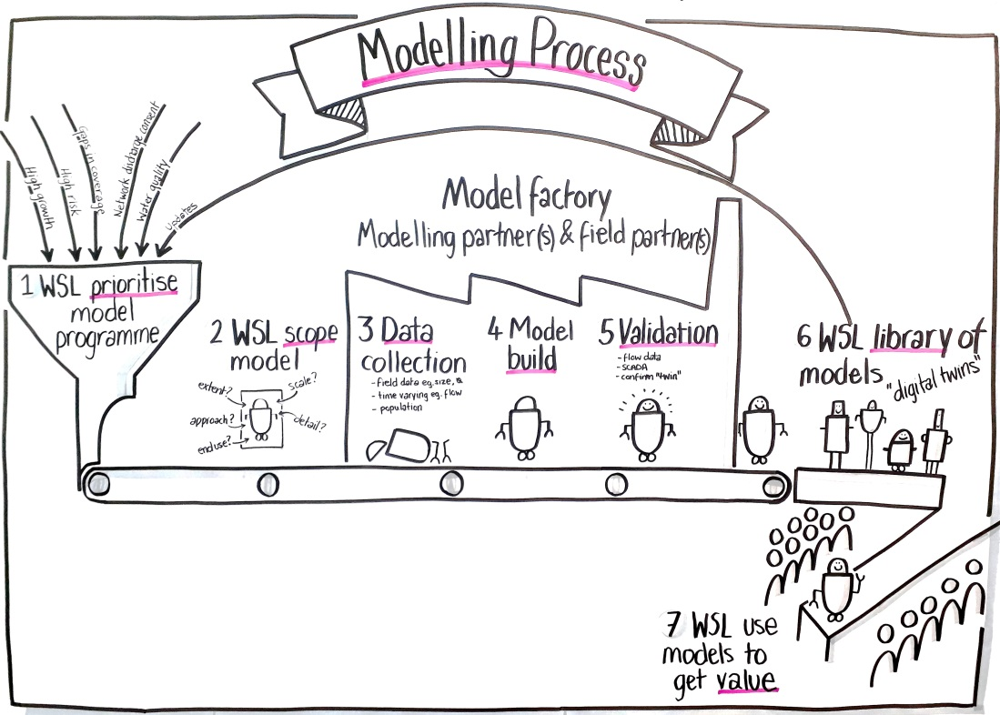 Modelling Process
High growth
High risk
Gaps in coverage
Network discharge consent
Water quality
Updates
Model factory
Modelling partner(s) & field partner(s)
1 WSL prioritise
model
programme
2 WSL scope
model
extent?
scale?
approach?
detail?
end use?
3 Data
collection
- field data eg. size,
- time varying eg. flow
- population
4 Model
build
5 Validation
- flow data
- SCADA
- confirm "twin"
6 WSL library of
models
"digital twins"
7 WSL use
models to
get value